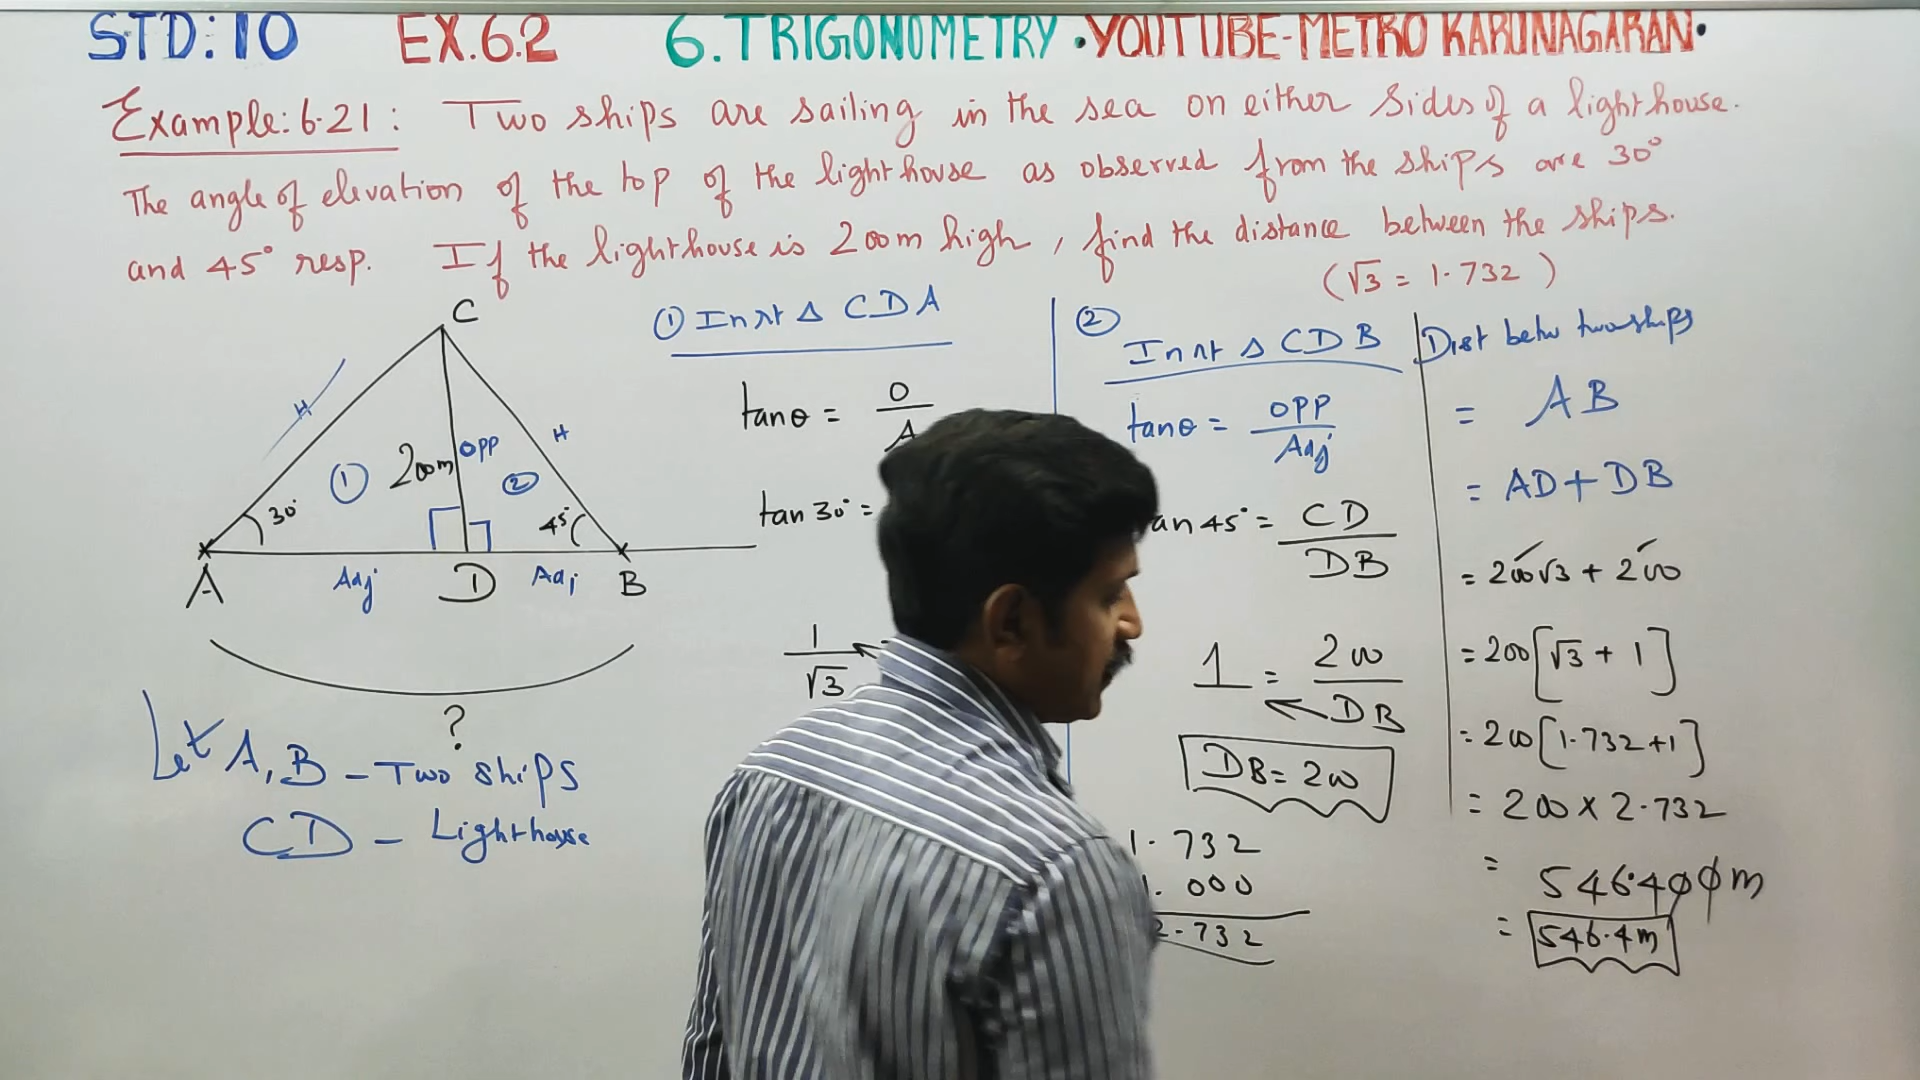 STD: 10 EX.6.2 6. TRIGONOMETRY • YOUTUBE-METRO KARUNAGARAN •
Example: 6.21: Two ships are sailing in the sea on either sides of a lighthouse.
The angle of elevation of the top of the lighthouse as observed from the ships are 30°
and 45° resp. If the lighthouse is 200m high, find the distance between the ships.
(√3 = 1.732)
C
H
H
200m
OPP
①
②
30°
45°
A
Adj
D
Adj
B
?
Let A, B – Two ships
CD – Lighthouse
① In rt Δ CDA
tanθ = O/A
tan 30° =
1/√3
②
In rt Δ CDB
tanθ = OPP/Adj
an 45° = CD/DB
1 = 200/DB
DB = 200
1.732
1.000
2.732
Dist betw two ships
= AB
= AD + DB
= 200√3 + 200
= 200[√3 + 1]
= 200[1.732+1]
= 200 × 2.732
= 546.400m
= 546.4m